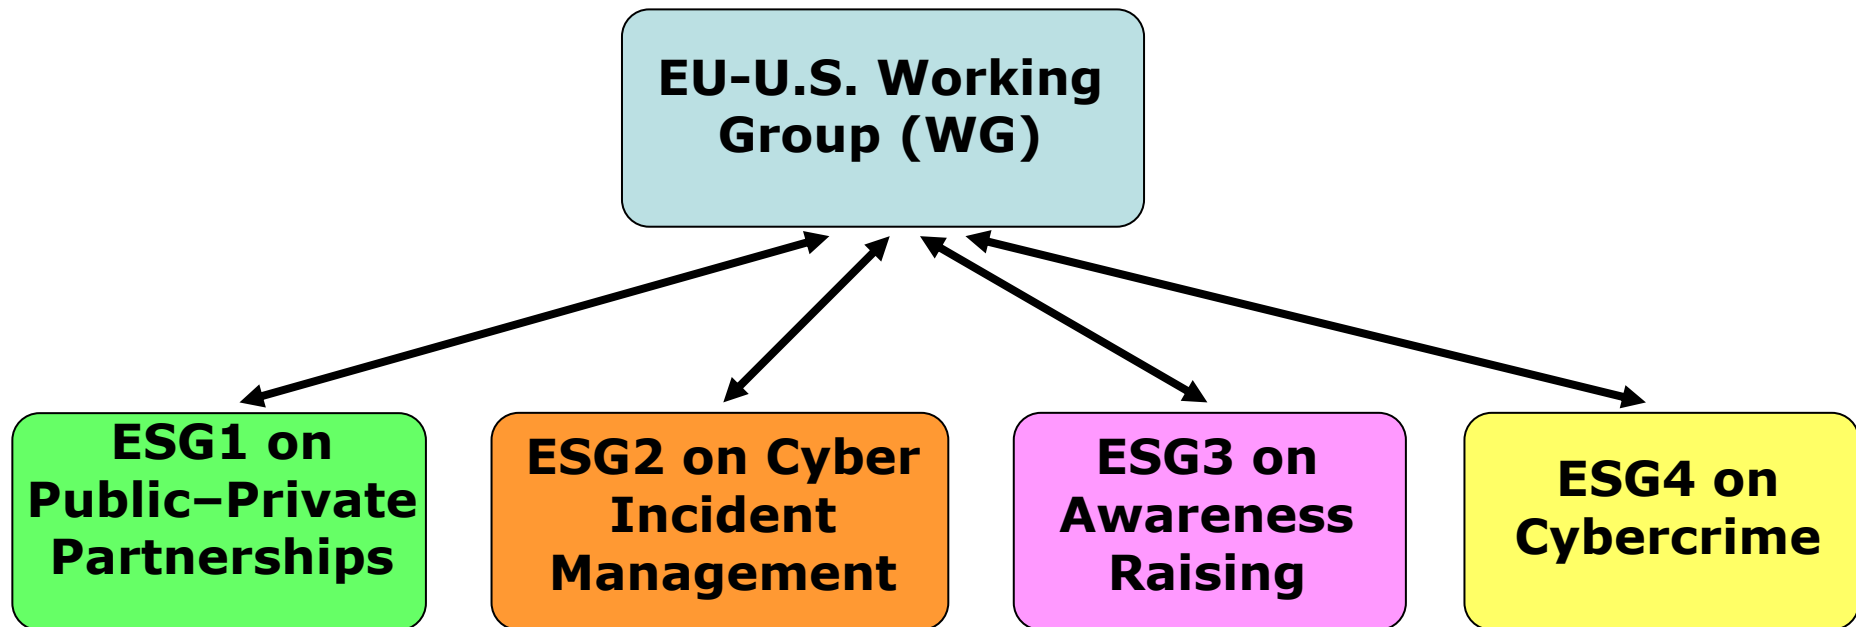 EU-U.S. Working
Group (WG)
ESG1 on
Public–Private
Partnerships
ESG2 on Cyber
Incident
Management
ESG3 on
Awareness
Raising
ESG4 on
Cybercrime